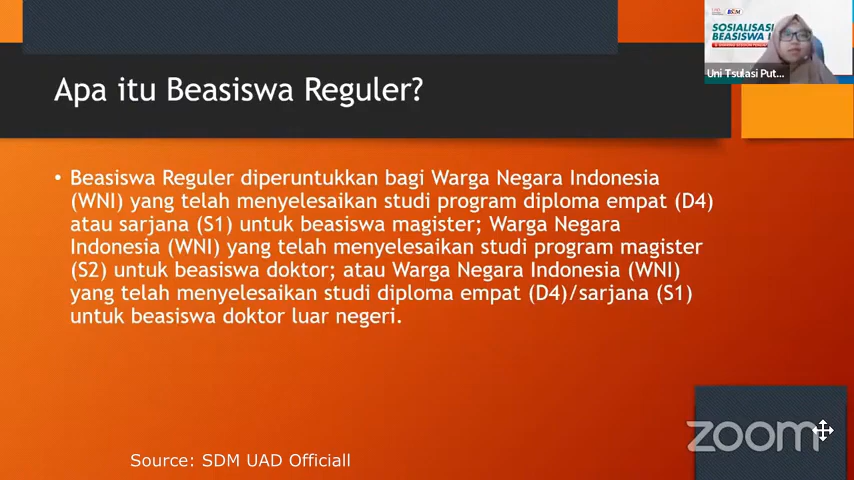 SOSIALISASI
BEASISWA
Uni Tsulasi Put...
Apa itu Beasiswa Reguler?
• Beasiswa Reguler diperuntukkan bagi Warga Negara Indonesia
(WNI) yang telah menyelesaikan studi program diploma empat (D4)
atau sarjana (S1) untuk beasiswa magister; Warga Negara
Indonesia (WNI) yang telah menyelesaikan studi program magister
(S2) untuk beasiswa doktor; atau Warga Negara Indonesia (WNI)
yang telah menyelesaikan studi diploma empat (D4)/sarjana (S1)
untuk beasiswa doktor luar negeri.
zoom
Source: SDM UAD Officiall